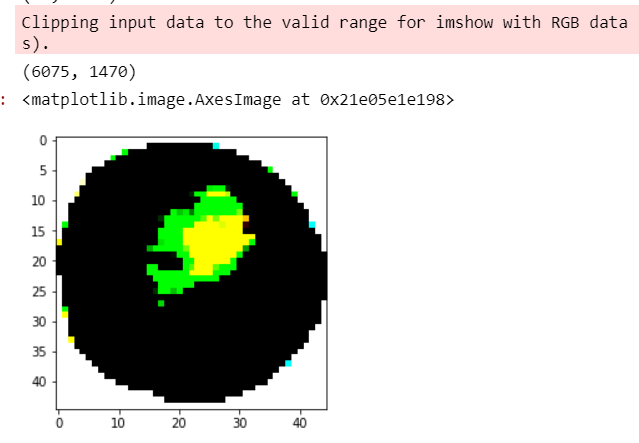 Clipping input data to the valid range for imshow with RGB data
s).
(6075, 1470)
: <matplotlib.image.AxesImage at 0x21e05e1e198>
0
5
10
15
20
25
30
35
40
0 10 20 30 40